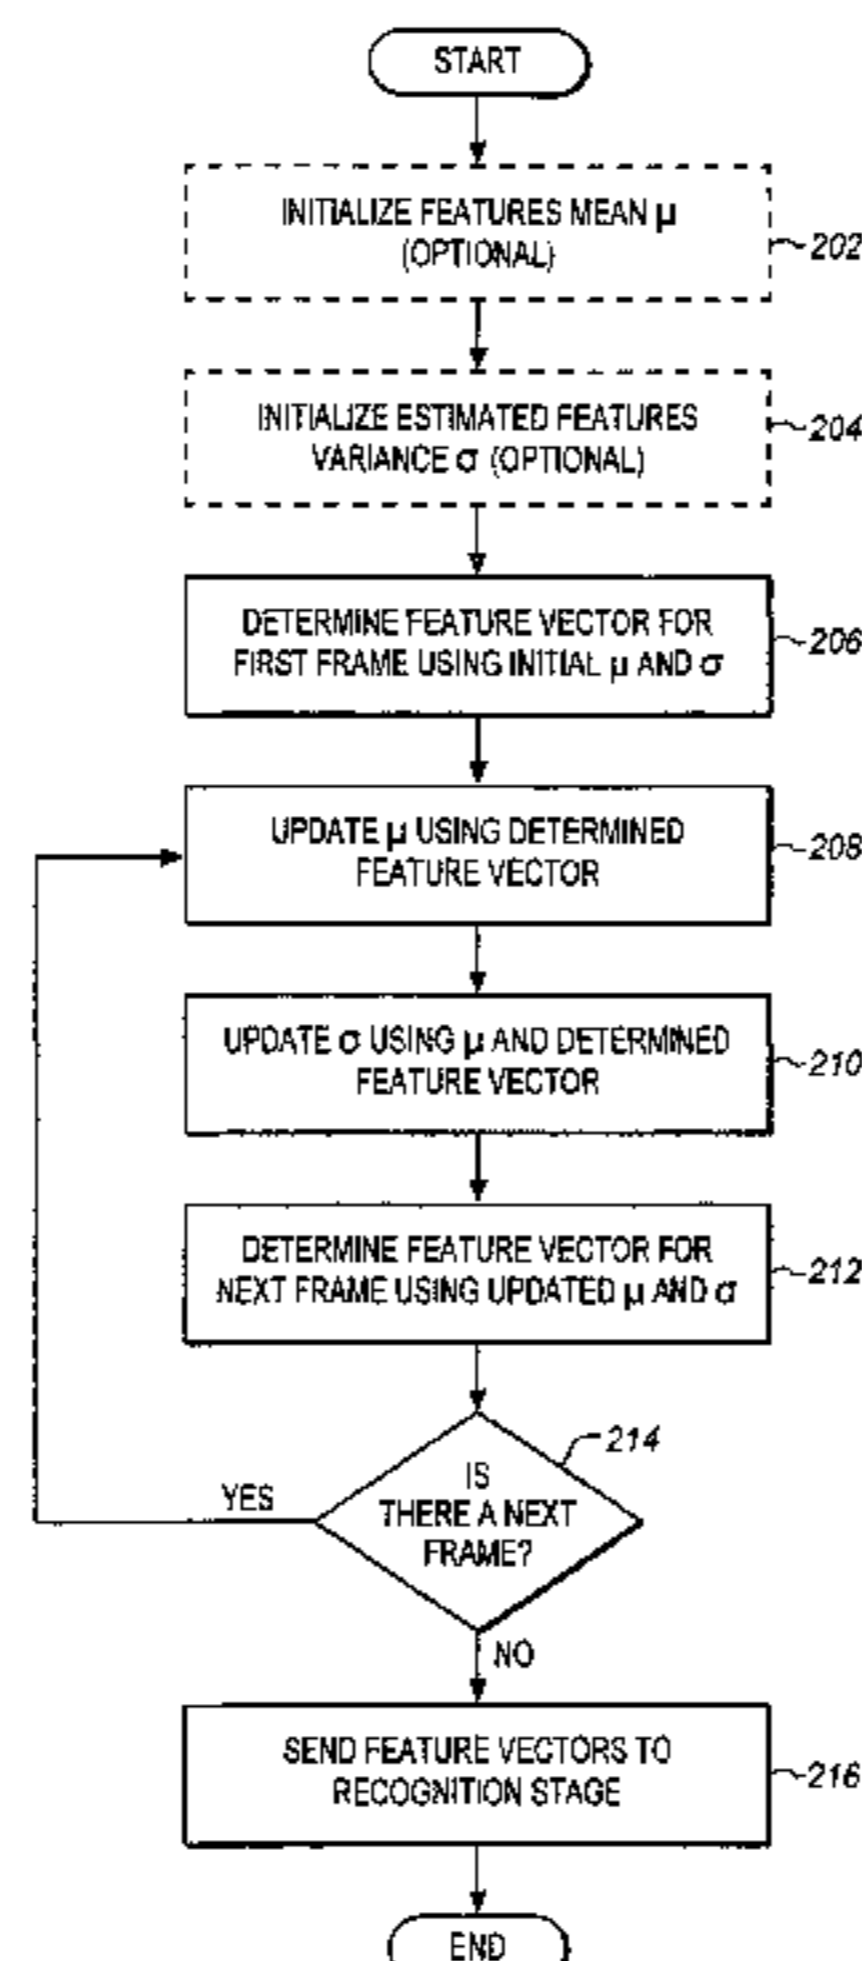 START
INITIALIZE FEATURES MEAN μ
(OPTIONAL)
202
INITIALIZE ESTIMATED FEATURES
VARIANCE σ (OPTIONAL)
204
DETERMINE FEATURE VECTOR FOR
FIRST FRAME USING INITIAL μ AND σ
206
UPDATE μ USING DETERMINED
FEATURE VECTOR
208
UPDATE σ USING μ AND DETERMINED
FEATURE VECTOR
210
DETERMINE FEATURE VECTOR FOR
NEXT FRAME USING UPDATED μ AND σ
212
214
IS
THERE A NEXT
FRAME?
YES
NO
SEND FEATURE VECTORS TO
RECOGNITION STAGE
216
END